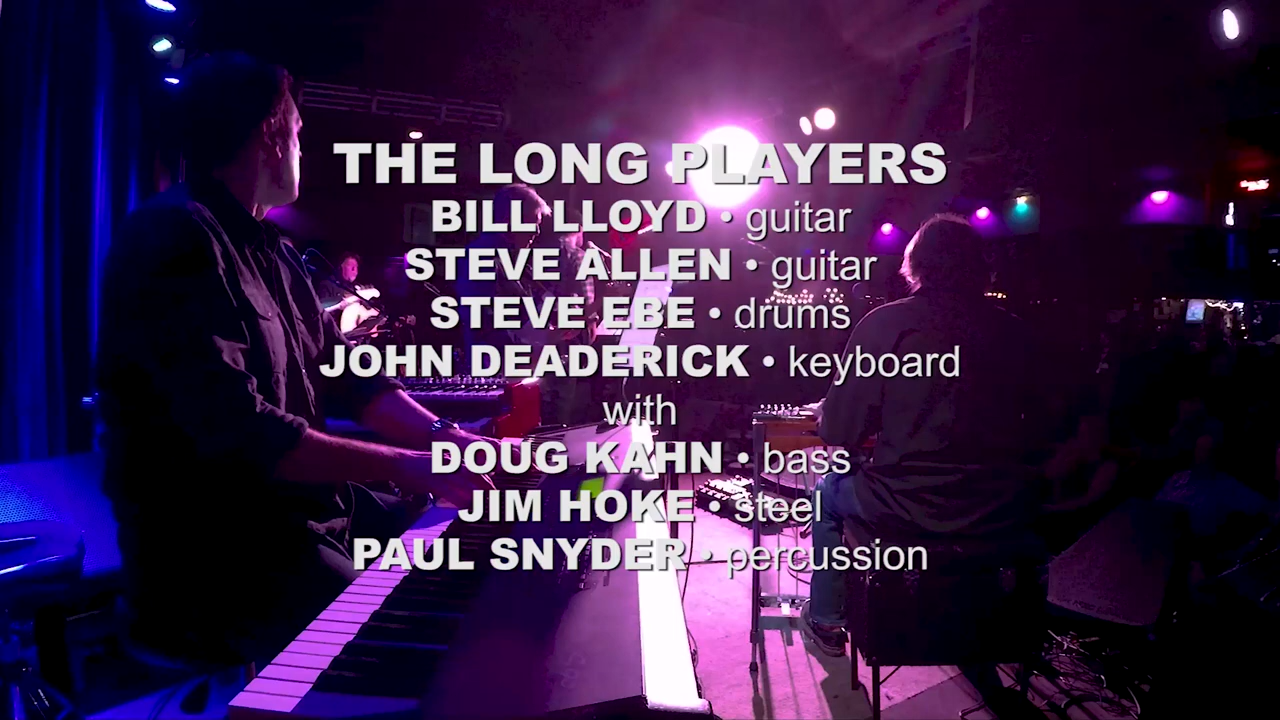 THE LONG PLAYERS
BILL LLOYD • guitar
STEVE ALLEN • guitar
STEVE EBE • drums
JOHN DEADERICK • keyboard
with
DOUG KAHN • bass
JIM HOKE • steel
PAUL SNYDER • percussion